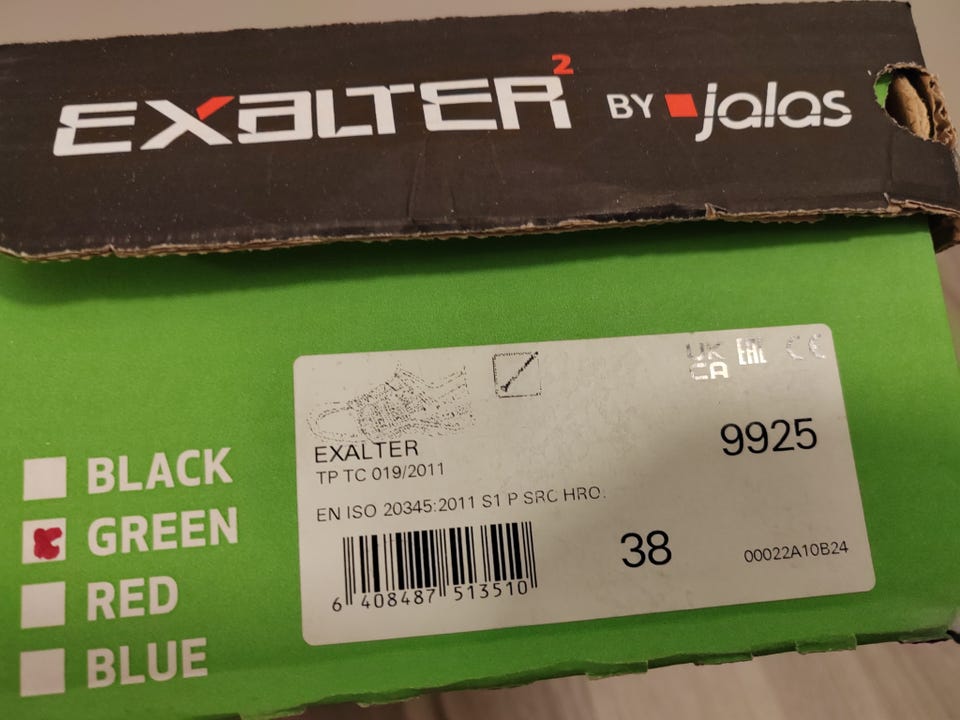 EXALTER² BY jalas
UK CA EAC CE
EXALTER
9925
TP TC 019/2011
EN ISO 20345:2011 S1 P SRC HRO.
38
00022A10B24
6 408487 513510
BLACK
GREEN
RED
BLUE